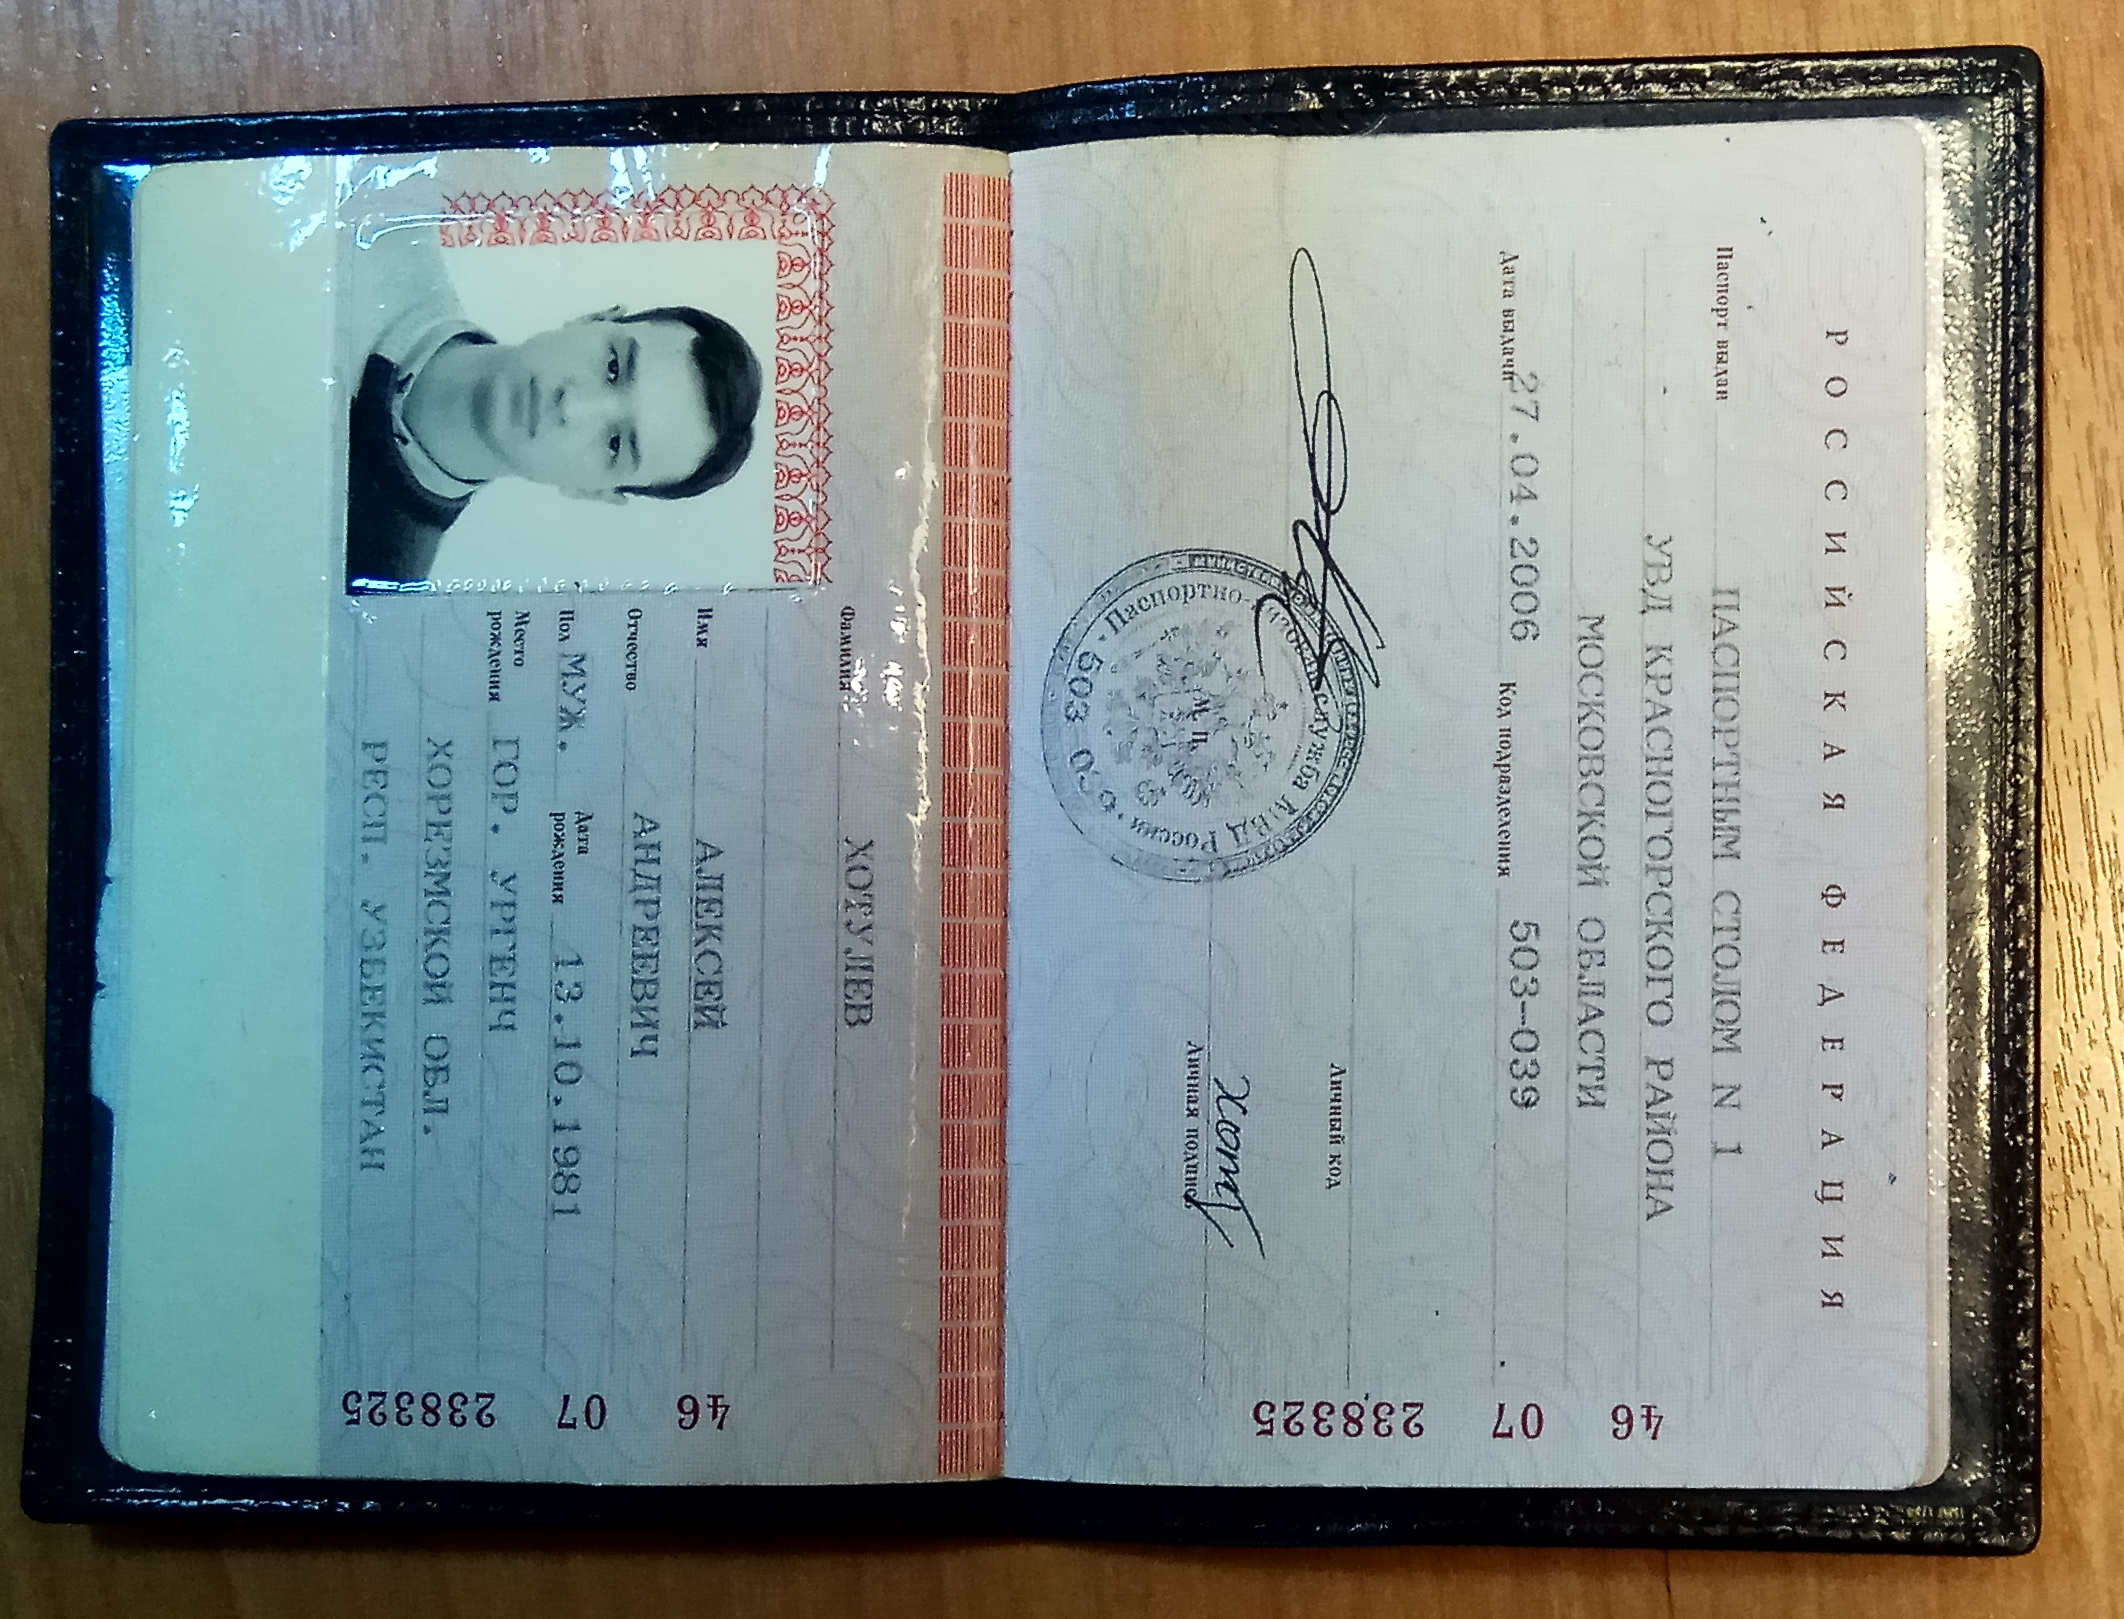 РОССИЙСКАЯ ФЕДЕРАЦИЯ
Паспорт выдан ПАСПОРТНЫМ СТОЛОМ N 1
УВД КРАСНОГОРСКОГО РАЙОНА
МОСКОВСКОЙ ОБЛАСТИ
Дата выдачи 27.04.2006 Код подразделения 503-039
Личный код
Личная подпись
Паспортно-визовая служба МВД России
503 039
М.П.
46 07 238325
Фамилия ХОТУЛЕВ
Имя АЛЕКСЕЙ
Отчество АНДРЕЕВИЧ
Пол МУЖ. Дата рождения 13.10.1981
Место рождения ГОР. УРГЕНЧ
ХОРЕЗМСКОЙ ОБЛ.
РЕСП. УЗБЕКИСТАН
46 07 238325